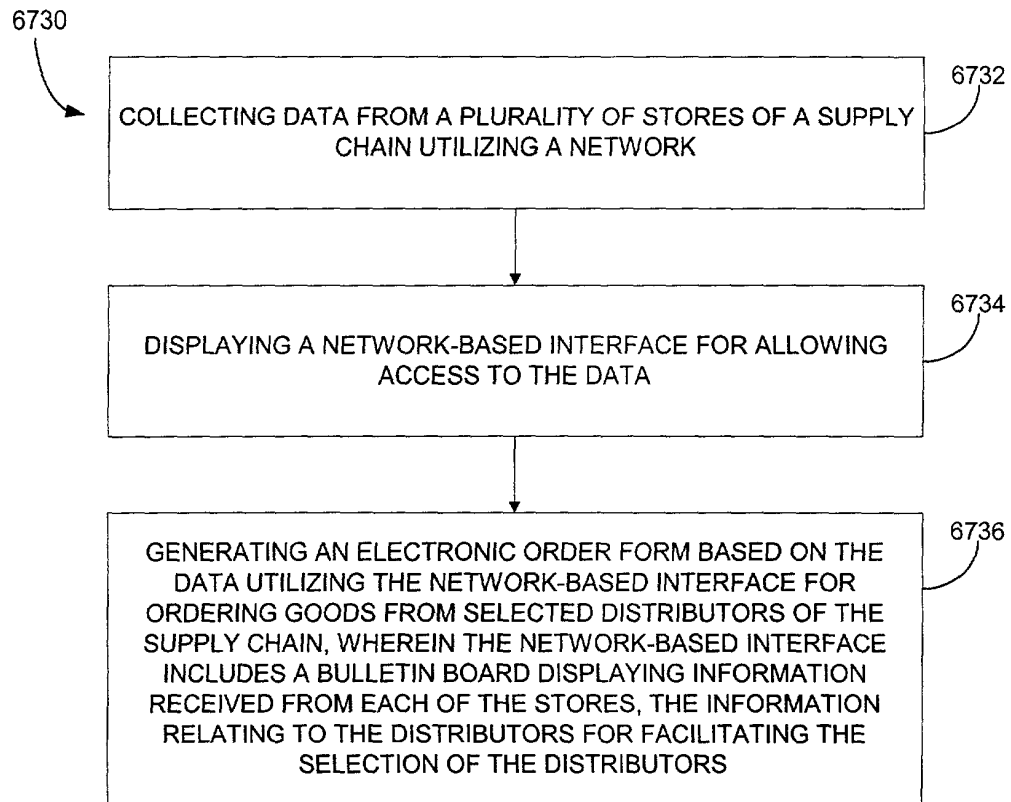 6730
6732
COLLECTING DATA FROM A PLURALITY OF STORES OF A SUPPLY
CHAIN UTILIZING A NETWORK
6734
DISPLAYING A NETWORK-BASED INTERFACE FOR ALLOWING
ACCESS TO THE DATA
6736
GENERATING AN ELECTRONIC ORDER FORM BASED ON THE
DATA UTILIZING THE NETWORK-BASED INTERFACE FOR
ORDERING GOODS FROM SELECTED DISTRIBUTORS OF THE
SUPPLY CHAIN, WHEREIN THE NETWORK-BASED INTERFACE
INCLUDES A BULLETIN BOARD DISPLAYING INFORMATION
RECEIVED FROM EACH OF THE STORES, THE INFORMATION
RELATING TO THE DISTRIBUTORS FOR FACILITATING THE
SELECTION OF THE DISTRIBUTORS